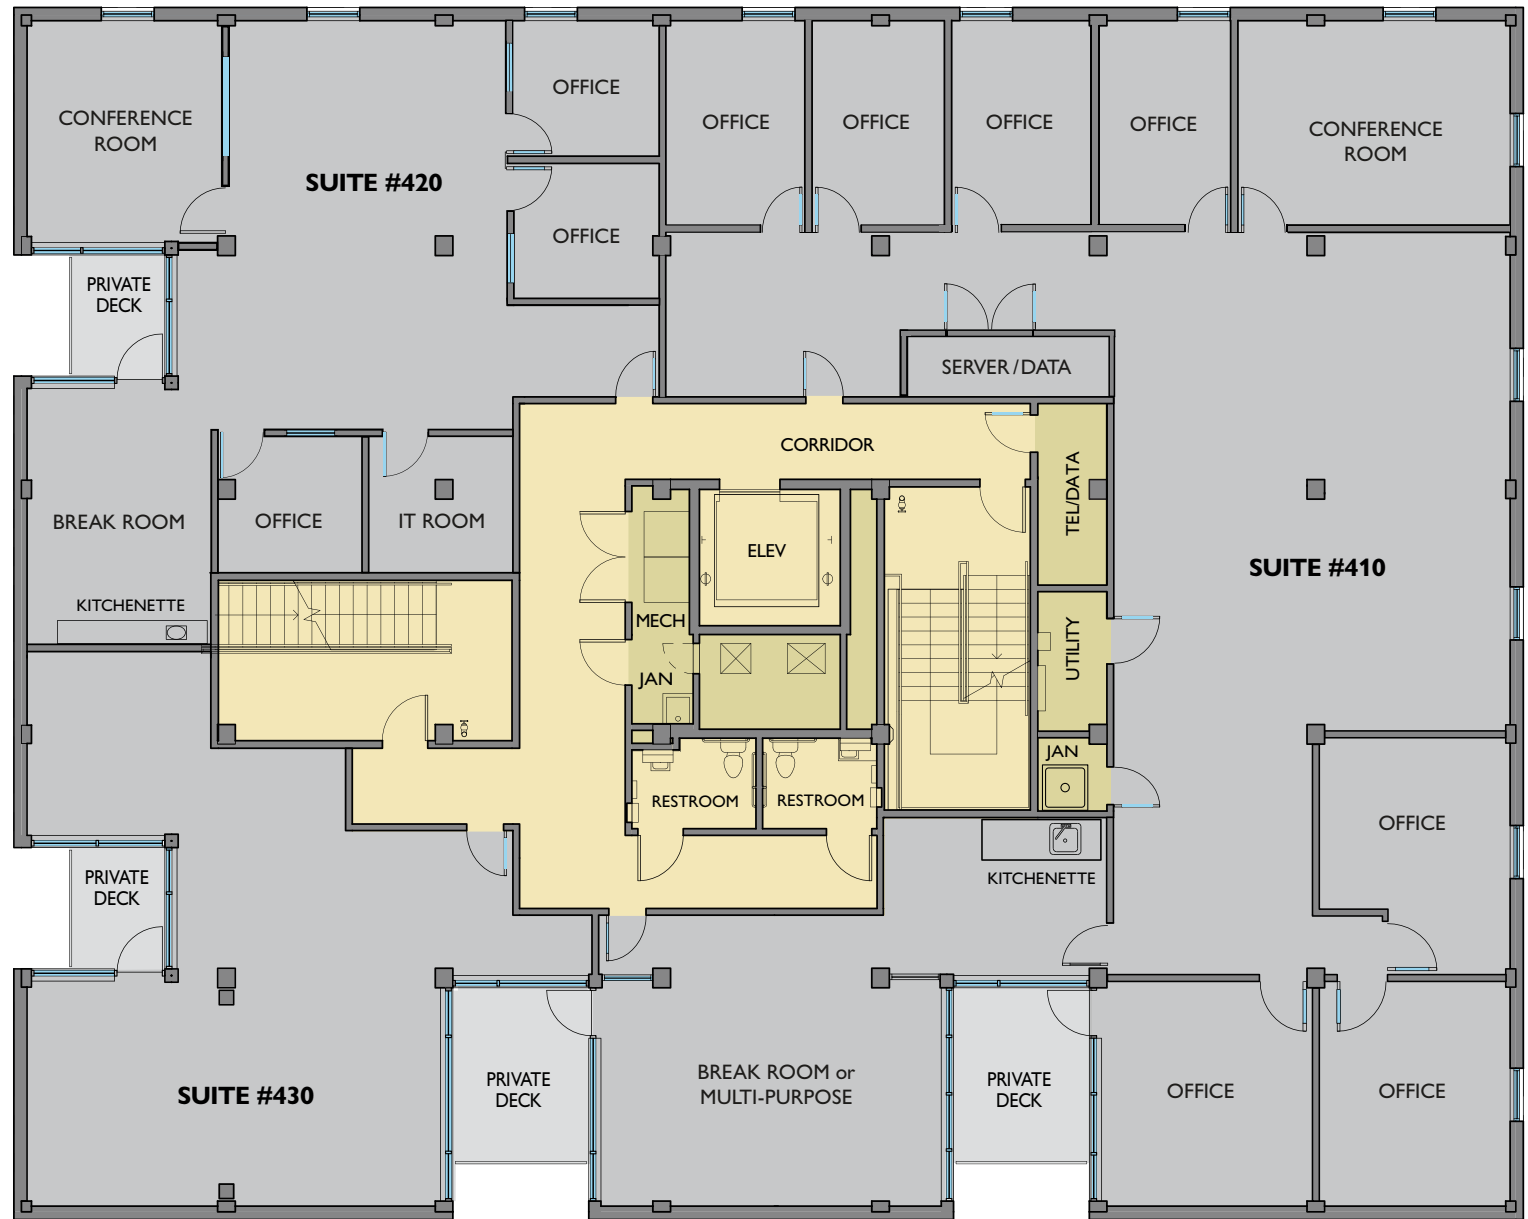 CONFERENCE
ROOM
SUITE #420
OFFICE
OFFICE
OFFICE
OFFICE
OFFICE
OFFICE
CONFERENCE
ROOM
PRIVATE
DECK
SERVER / DATA
CORRIDOR
TEL/DATA
BREAK ROOM
OFFICE
IT ROOM
ELEV
SUITE #410
KITCHENETTE
MECH
JAN
UTILITY
JAN
RESTROOM
RESTROOM
OFFICE
PRIVATE
DECK
KITCHENETTE
SUITE #430
PRIVATE
DECK
BREAK ROOM or
MULTI-PURPOSE
PRIVATE
DECK
OFFICE
OFFICE